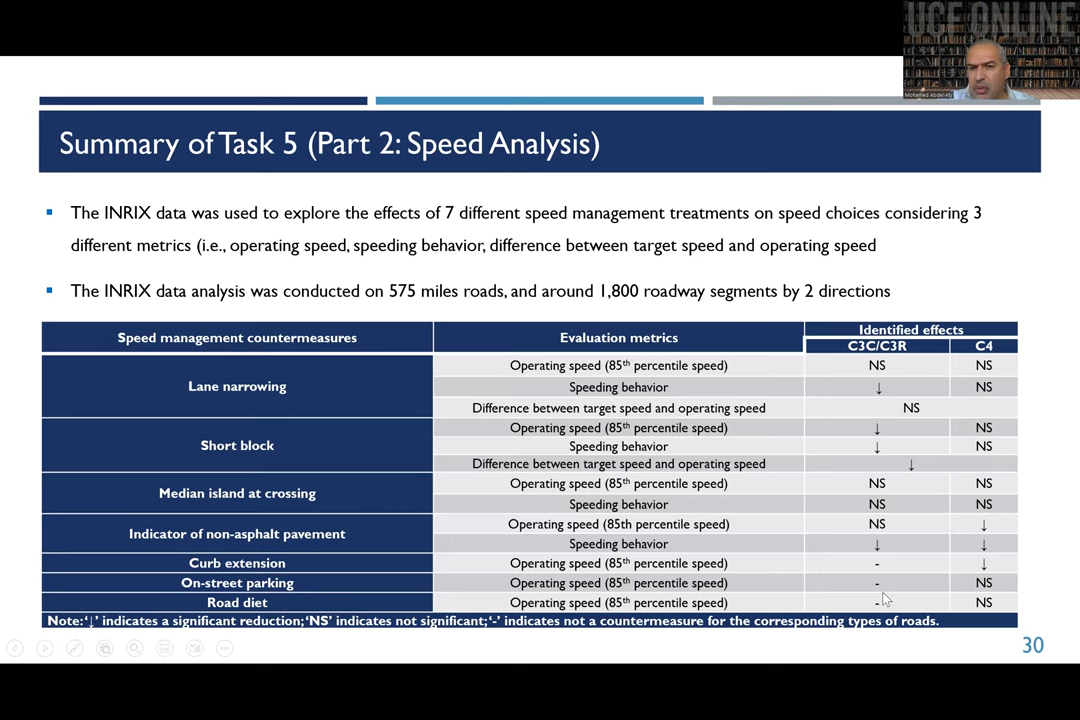 UCF ONLINE
Mohamed Abdel-Aty
Summary of Task 5 (Part 2: Speed Analysis)
The INRIX data was used to explore the effects of 7 different speed management treatments on speed choices considering 3
different metrics (i.e., operating speed, speeding behavior, difference between target speed and operating speed
The INRIX data analysis was conducted on 575 miles roads, and around 1,800 roadway segments by 2 directions
Speed management countermeasures Evaluation metrics Identified effects
C3C/C3R C4
Lane narrowing
Operating speed (85th percentile speed) NS NS
Speeding behavior ↓ NS
Difference between target speed and operating speed NS
Short block
Operating speed (85th percentile speed) ↓ NS
Speeding behavior ↓ NS
Difference between target speed and operating speed ↓
Median island at crossing
Operating speed (85th percentile speed) NS NS
Speeding behavior NS NS
Indicator of non-asphalt pavement
Operating speed (85th percentile speed) NS ↓
Speeding behavior ↓ ↓
Curb extension Operating speed (85th percentile speed) - ↓
On-street parking Operating speed (85th percentile speed) - NS
Road diet Operating speed (85th percentile speed) - NS
Note: '↓' indicates a significant reduction; 'NS' indicates not significant; '-' indicates not a countermeasure for the corresponding types of roads.
30